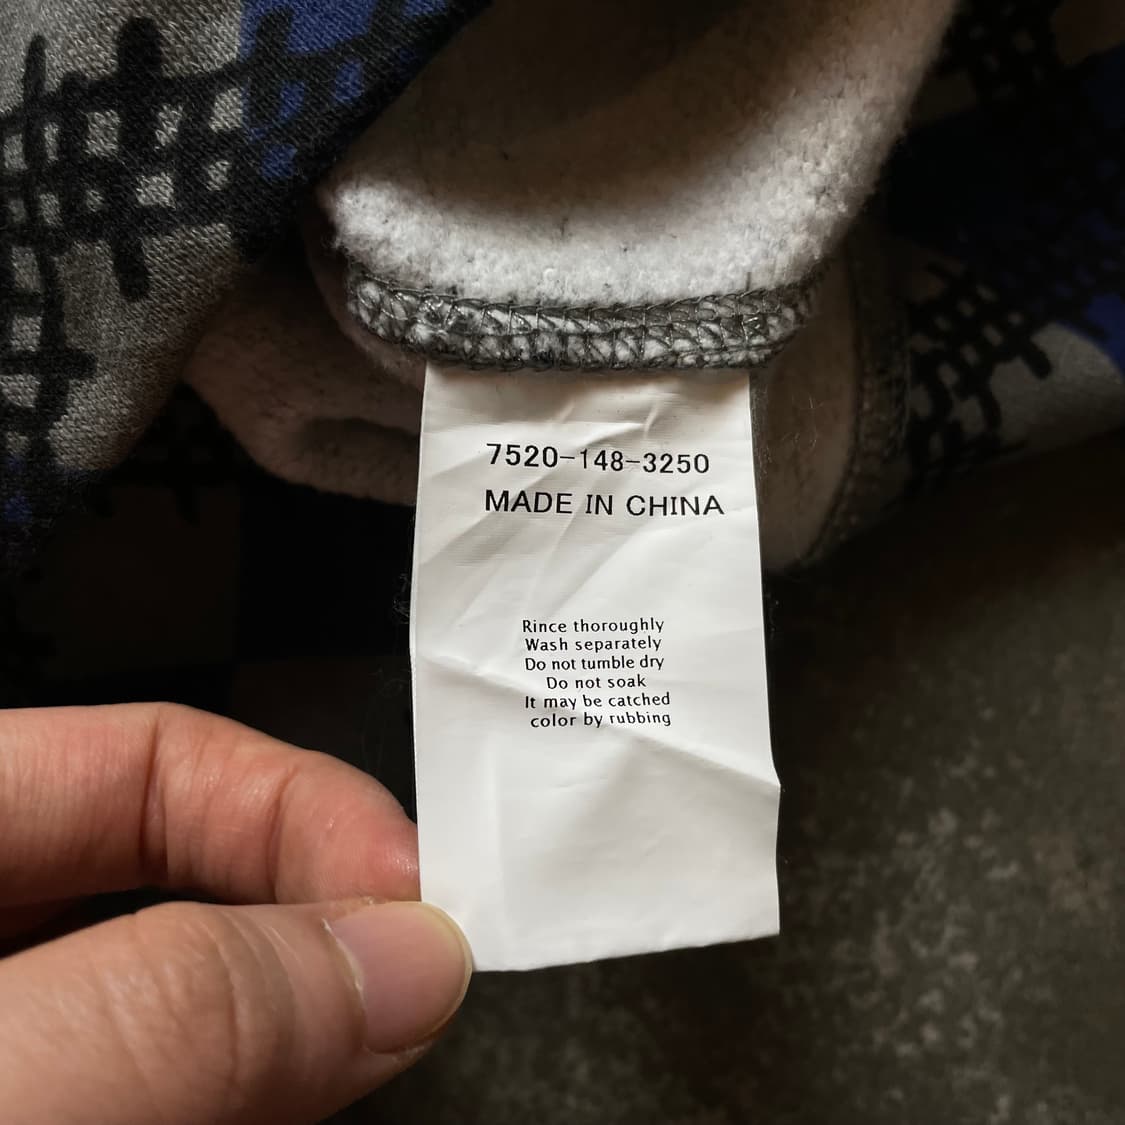 7520-148-3250
MADE IN CHINA
Rince thoroughly
Wash separately
Do not tumble dry
Do not soak
It may be catched
color by rubbing